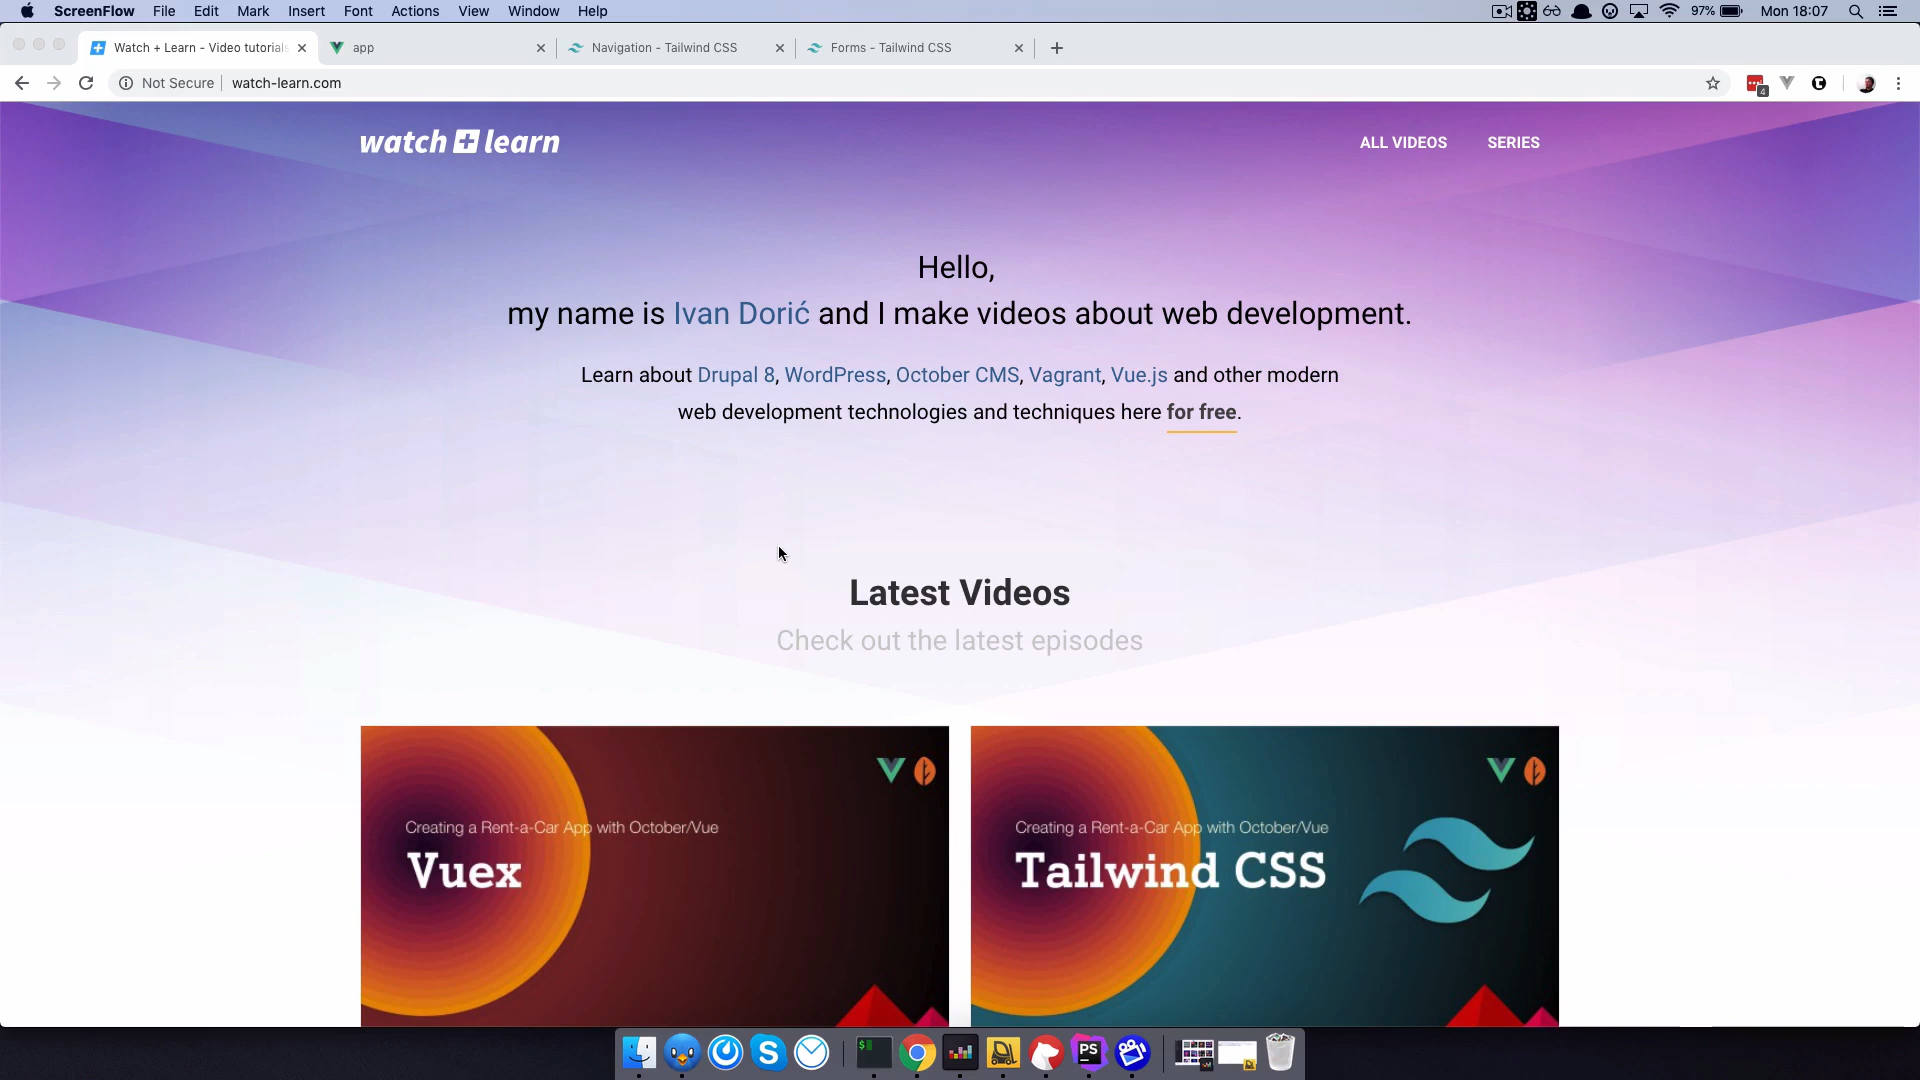 ScreenFlow File Edit Mark Insert Font Actions View Window Help 97% Mon 18:07
Watch + Learn - Video tutorials app Navigation - Tailwind CSS Forms - Tailwind CSS
Not Secure watch-learn.com 4
watch learn ALL VIDEOS SERIES
Hello,
my name is Ivan Dorić and I make videos about web development.
Learn about Drupal 8, WordPress, October CMS, Vagrant, Vue.js and other modern
web development technologies and techniques here for free.
Latest Videos
Check out the latest episodes
Creating a Rent-a-Car App with October/Vue
Vuex
Creating a Rent-a-Car App with October/Vue
Tailwind CSS
PS